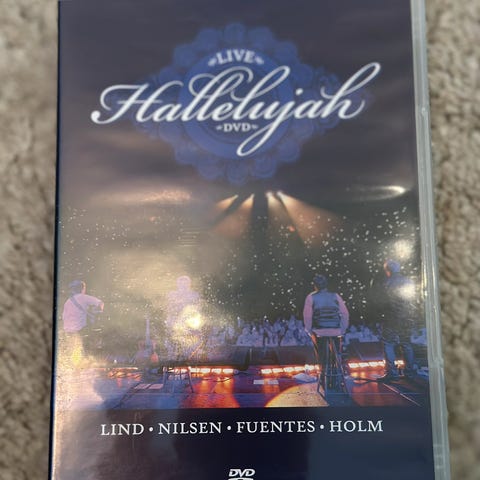 LIVE
Hallelujah
DVD
LIND • NILSEN • FUENTES • HOLM
DVD